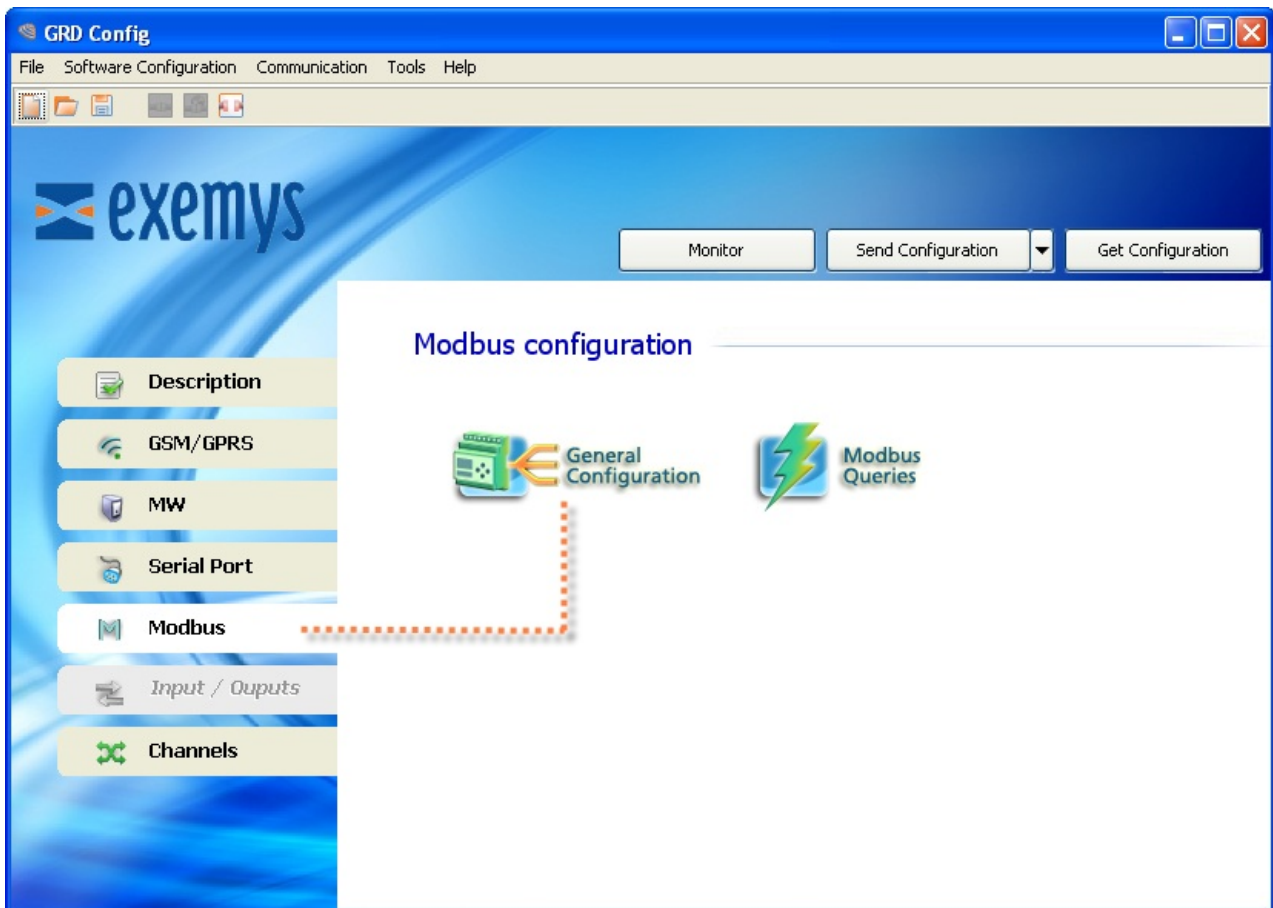 GRD Config
File Software Configuration Communication Tools Help
exemys
Monitor
Send Configuration
Get Configuration
Modbus configuration
Description
GSM/GPRS
MW
Serial Port
Modbus
Input / Ouputs
Channels
General
Configuration
Modbus
Queries